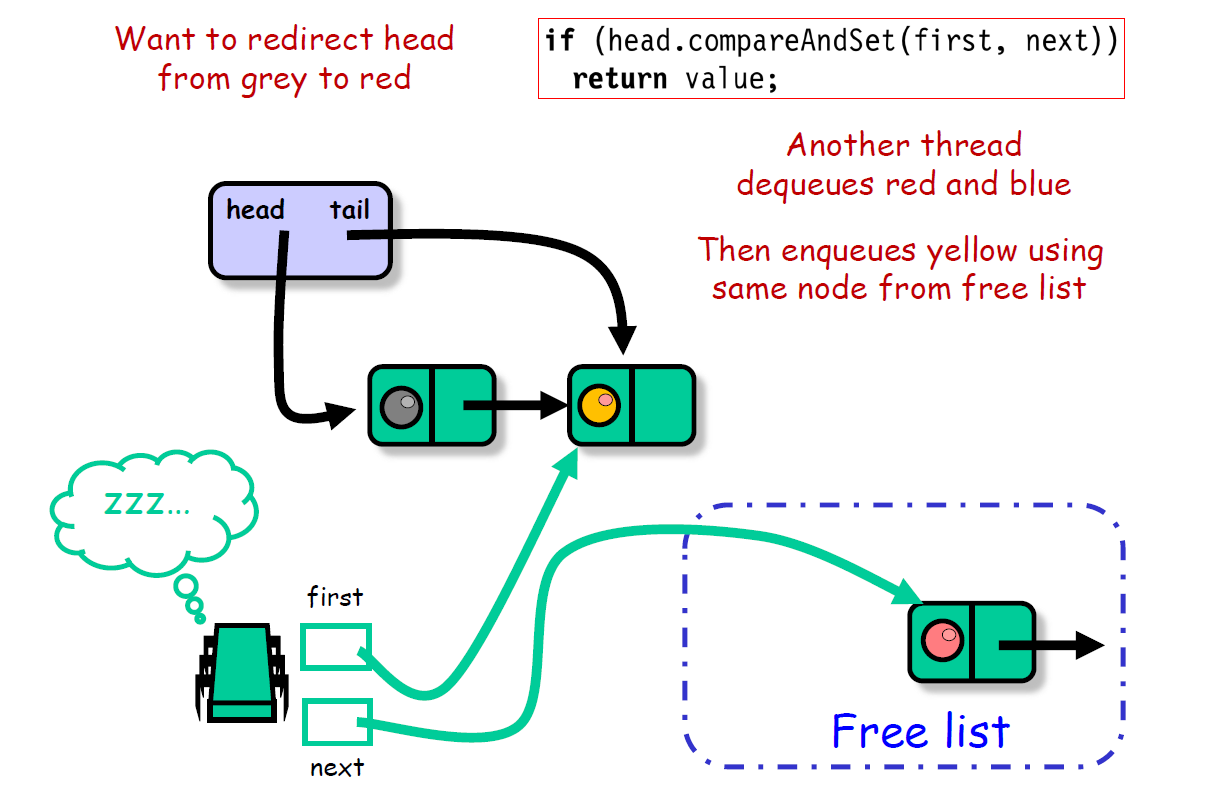 Want to redirect head
from grey to red
if (head.compareAndSet(first, next))
return value;
Another thread
dequeues red and blue
Then enqueues yellow using
same node from free list
head tail
zzz...
first
next
Free list